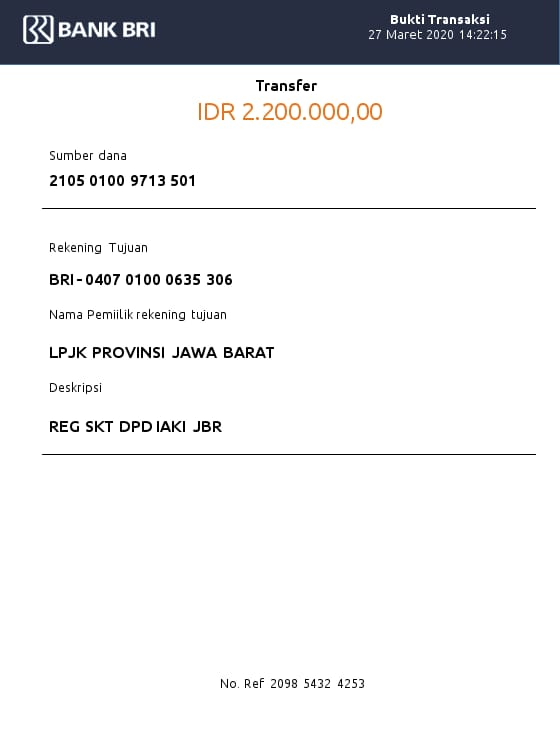 BANK BRI
Bukti Transaksi
27 Maret 2020 14:22:15
Transfer
IDR 2.200.000,00
Sumber dana
2105 0100 9713 501
Rekening Tujuan
BRI - 0407 0100 0635 306
Nama Pemiilik rekening tujuan
LPJK PROVINSI JAWA BARAT
Deskripsi
REG SKT DPD IAKI JBR
No. Ref 2098 5432 4253